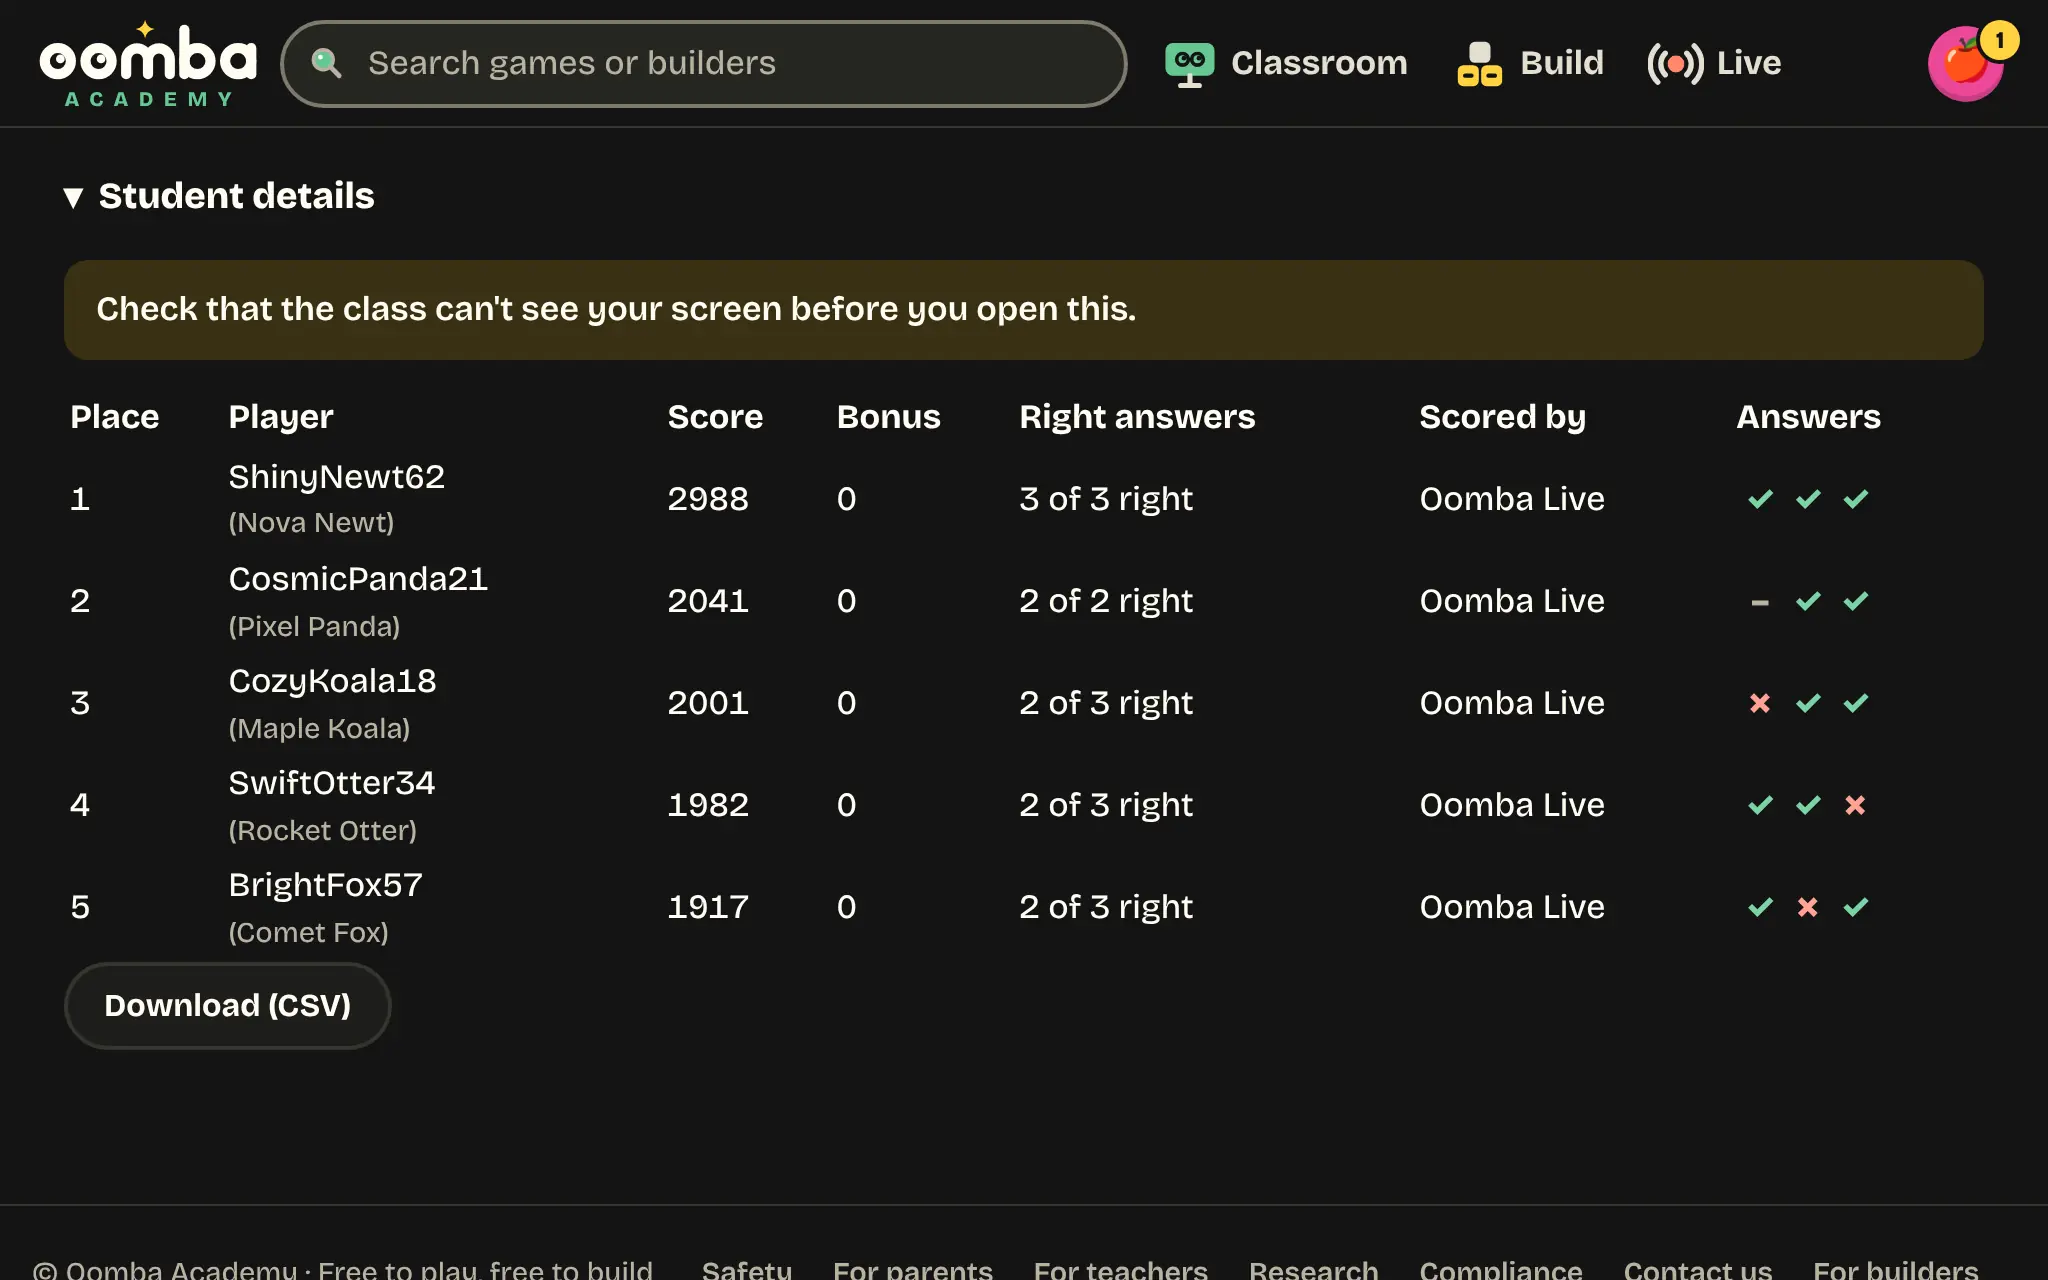 oomba
ACADEMY
Search games or builders
Classroom
Build
Live
1
▼ Student details
Check that the class can't see your screen before you open this.
Place Player Score Bonus Right answers Scored by Answers
1 ShinyNewt62 2988 0 3 of 3 right Oomba Live ✓ ✓ ✓
(Nova Newt)
2 CosmicPanda21 2041 0 2 of 2 right Oomba Live – ✓ ✓
(Pixel Panda)
3 CozyKoala18 2001 0 2 of 3 right Oomba Live ✗ ✓ ✓
(Maple Koala)
4 SwiftOtter34 1982 0 2 of 3 right Oomba Live ✓ ✓ ✗
(Rocket Otter)
5 BrightFox57 1917 0 2 of 3 right Oomba Live ✓ ✗ ✓
(Comet Fox)
Download (CSV)
© Oomba Academy · Free to play, free to build Safety For parents For teachers Research Compliance Contact us For builders